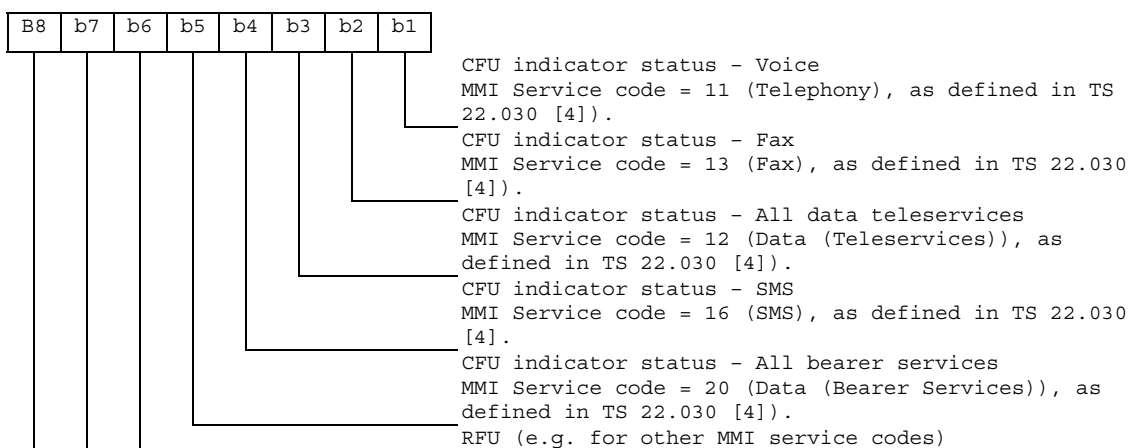 B8 b7 b6 b5 b4 b3 b2 b1
CFU indicator status – Voice
MMI Service code = 11 (Telephony), as defined in TS
22.030 [4]).
CFU indicator status – Fax
MMI Service code = 13 (Fax), as defined in TS 22.030
[4]).
CFU indicator status – All data teleservices
MMI Service code = 12 (Data (Teleservices)), as
defined in TS 22.030 [4]).
CFU indicator status – SMS
MMI Service code = 16 (SMS), as defined in TS 22.030
[4].
CFU indicator status – All bearer services
MMI Service code = 20 (Data (Bearer Services)), as
defined in TS 22.030 [4]).
RFU (e.g. for other MMI service codes)